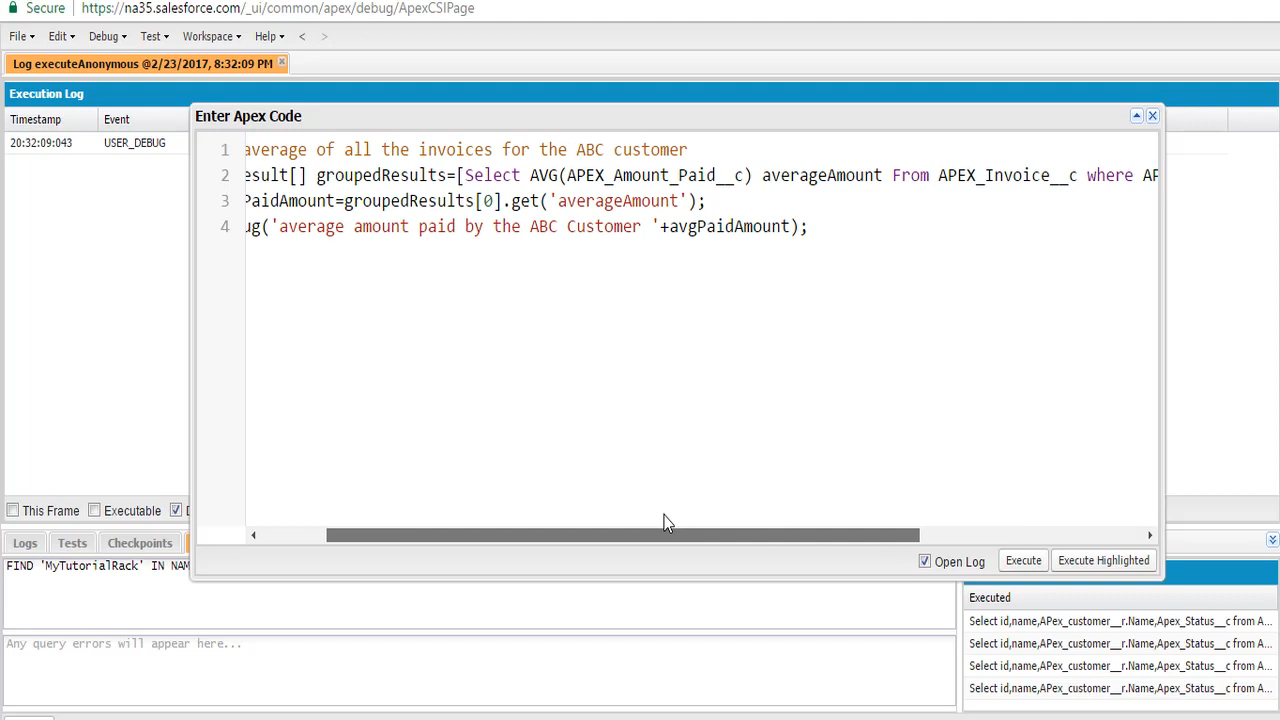 Secure https://na35.salesforce.com/_ui/common/apex/debug/ApexCSIPage
File Edit Debug Test Workspace Help < >
Log executeAnonymous @2/23/2017, 8:32:09 PM
Execution Log
Timestamp Event
20:32:09:043 USER_DEBUG
Enter Apex Code
1 average of all the invoices for the ABC customer
2 esult[] groupedResults=[Select AVG(APEX_Amount_Paid__c) averageAmount From APEX_Invoice__c where AP
3 PaidAmount=groupedResults[0].get('averageAmount');
4 ug('average amount paid by the ABC Customer '+avgPaidAmount);
Open Log Execute Execute Highlighted
This Frame Executable
Logs Tests Checkpoints
FIND 'MyTutorialRack' IN NAM
Any query errors will appear here...
Executed
Select id,name,APex_customer__r.Name,Apex_Status__c from A...
Select id,name,APex_customer__r.Name,Apex_Status__c from A...
Select id,name,APex_customer__r.Name,Apex_Status__c from A...
Select id,name,APex_customer__r.Name,Apex_Status__c from A...